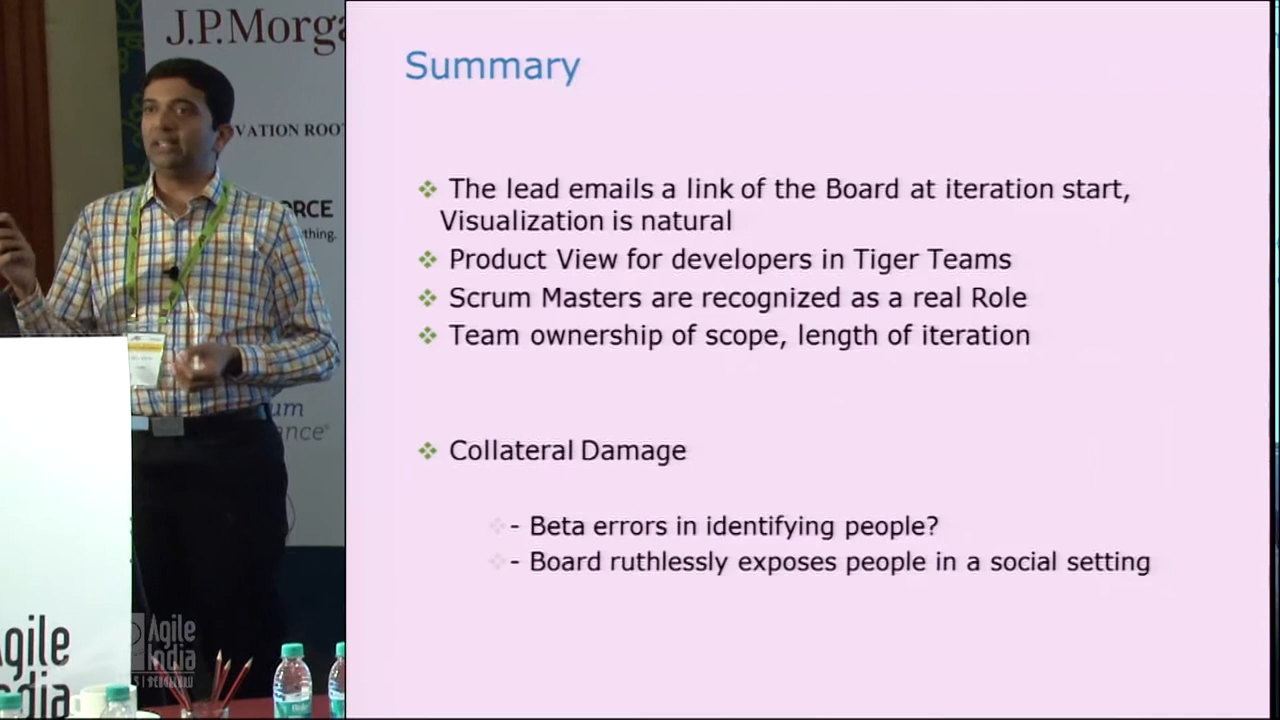 J.P.Morga
VATION ROO
RCE
thing.
um
ance®
Agile
India
gile
ndia
Summary
The lead emails a link of the Board at iteration start,
Visualization is natural
Product View for developers in Tiger Teams
Scrum Masters are recognized as a real Role
Team ownership of scope, length of iteration
Collateral Damage
- Beta errors in identifying people?
- Board ruthlessly exposes people in a social setting